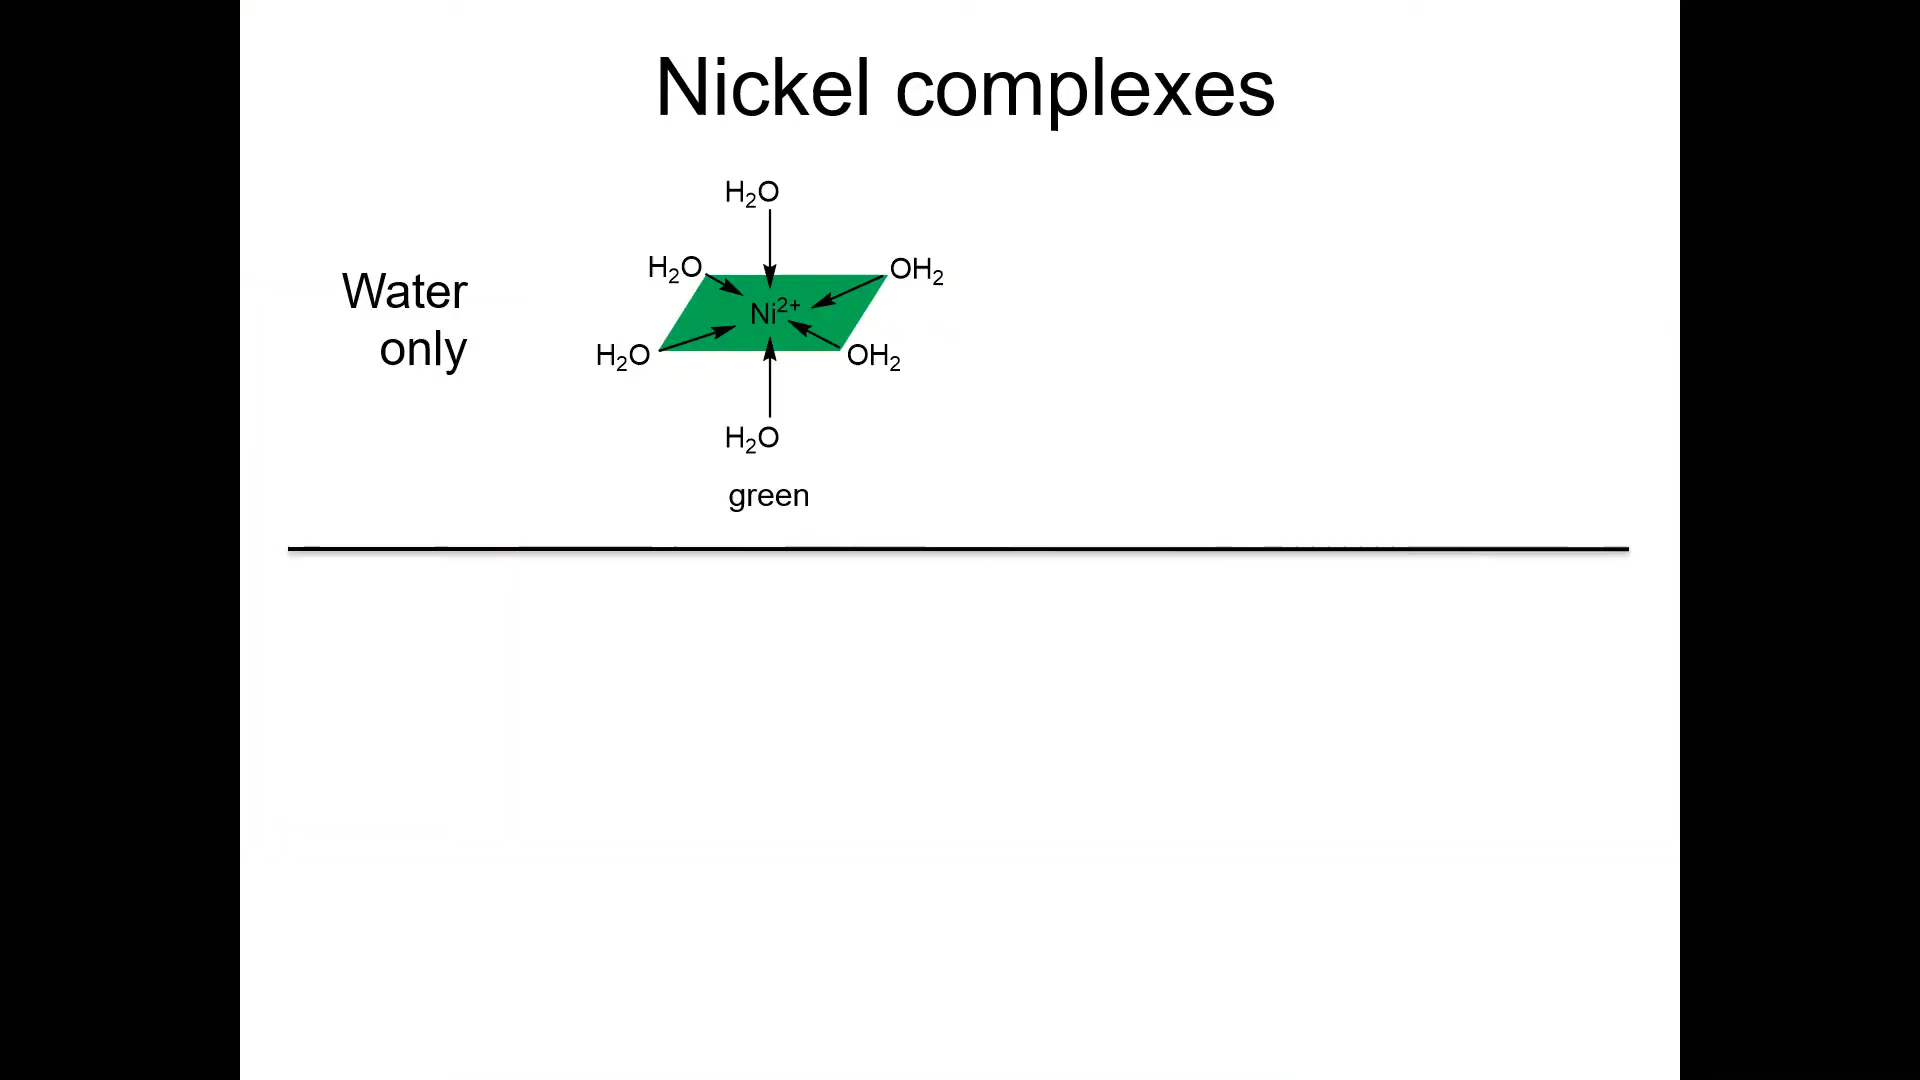 Nickel complexes
H₂O
H₂O
OH₂
Water
only
Ni²⁺
H₂O
OH₂
H₂O
green